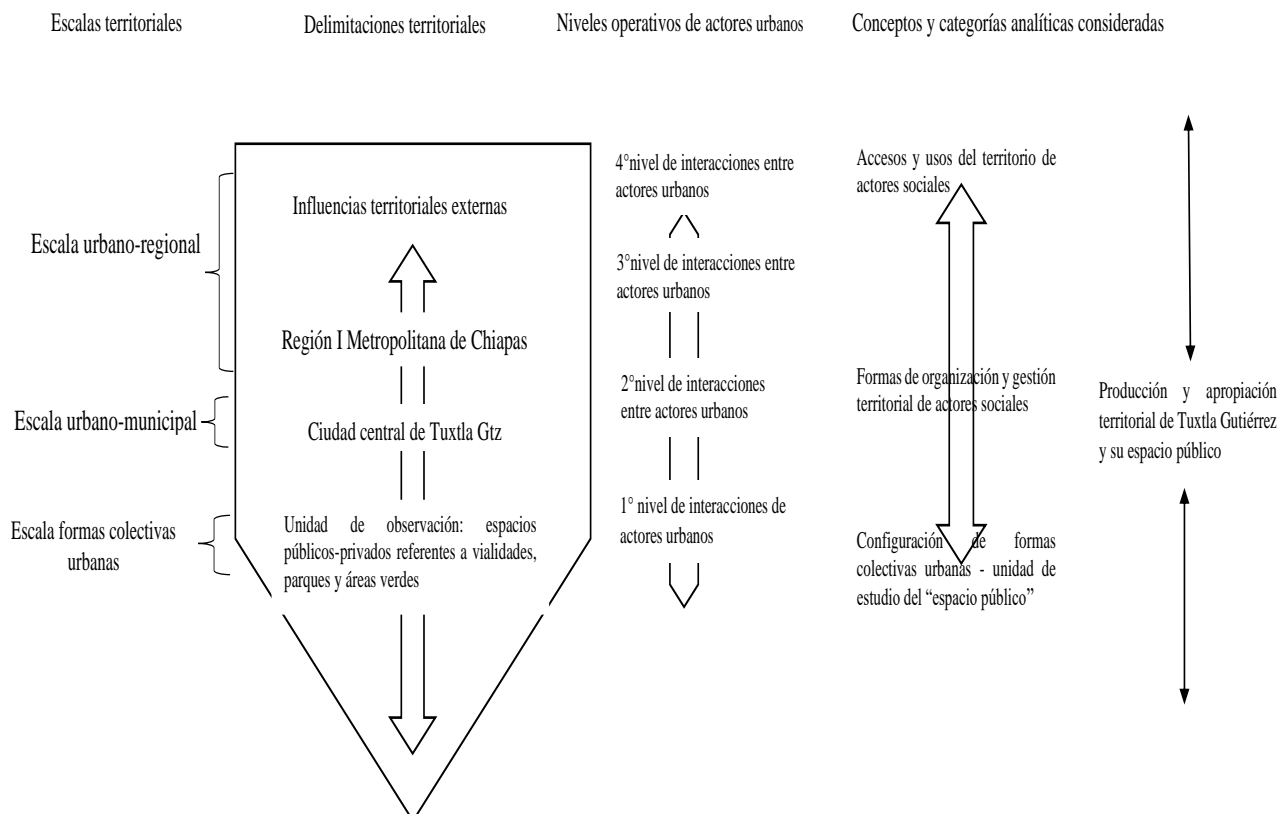 Escalas territoriales
Delimitaciones territoriales
Niveles operativos de actores urbanos
Conceptos y categorías analíticas consideradas
Escala urbano-regional
Escala urbano-municipal
Escala formas colectivas
urbanas
Influencias territoriales externas
Región I Metropolitana de Chiapas
Ciudad central de Tuxtla Gtz
Unidad de observación: espacios
públicos-privados referentes a vialidades,
parques y áreas verdes
4°nivel de interacciones entre
actores urbanos
3°nivel de interacciones entre
actores urbanos
2°nivel de interacciones
entre actores urbanos
1° nivel de interacciones de
actores urbanos
Accesos y usos del territorio de
actores sociales
Formas de organización y gestión
territorial de actores sociales
Configuración de formas
colectivas urbanas - unidad de
estudio del “espacio público”
Producción y apropiación
territorial de Tuxtla Gutiérrez
y su espacio público